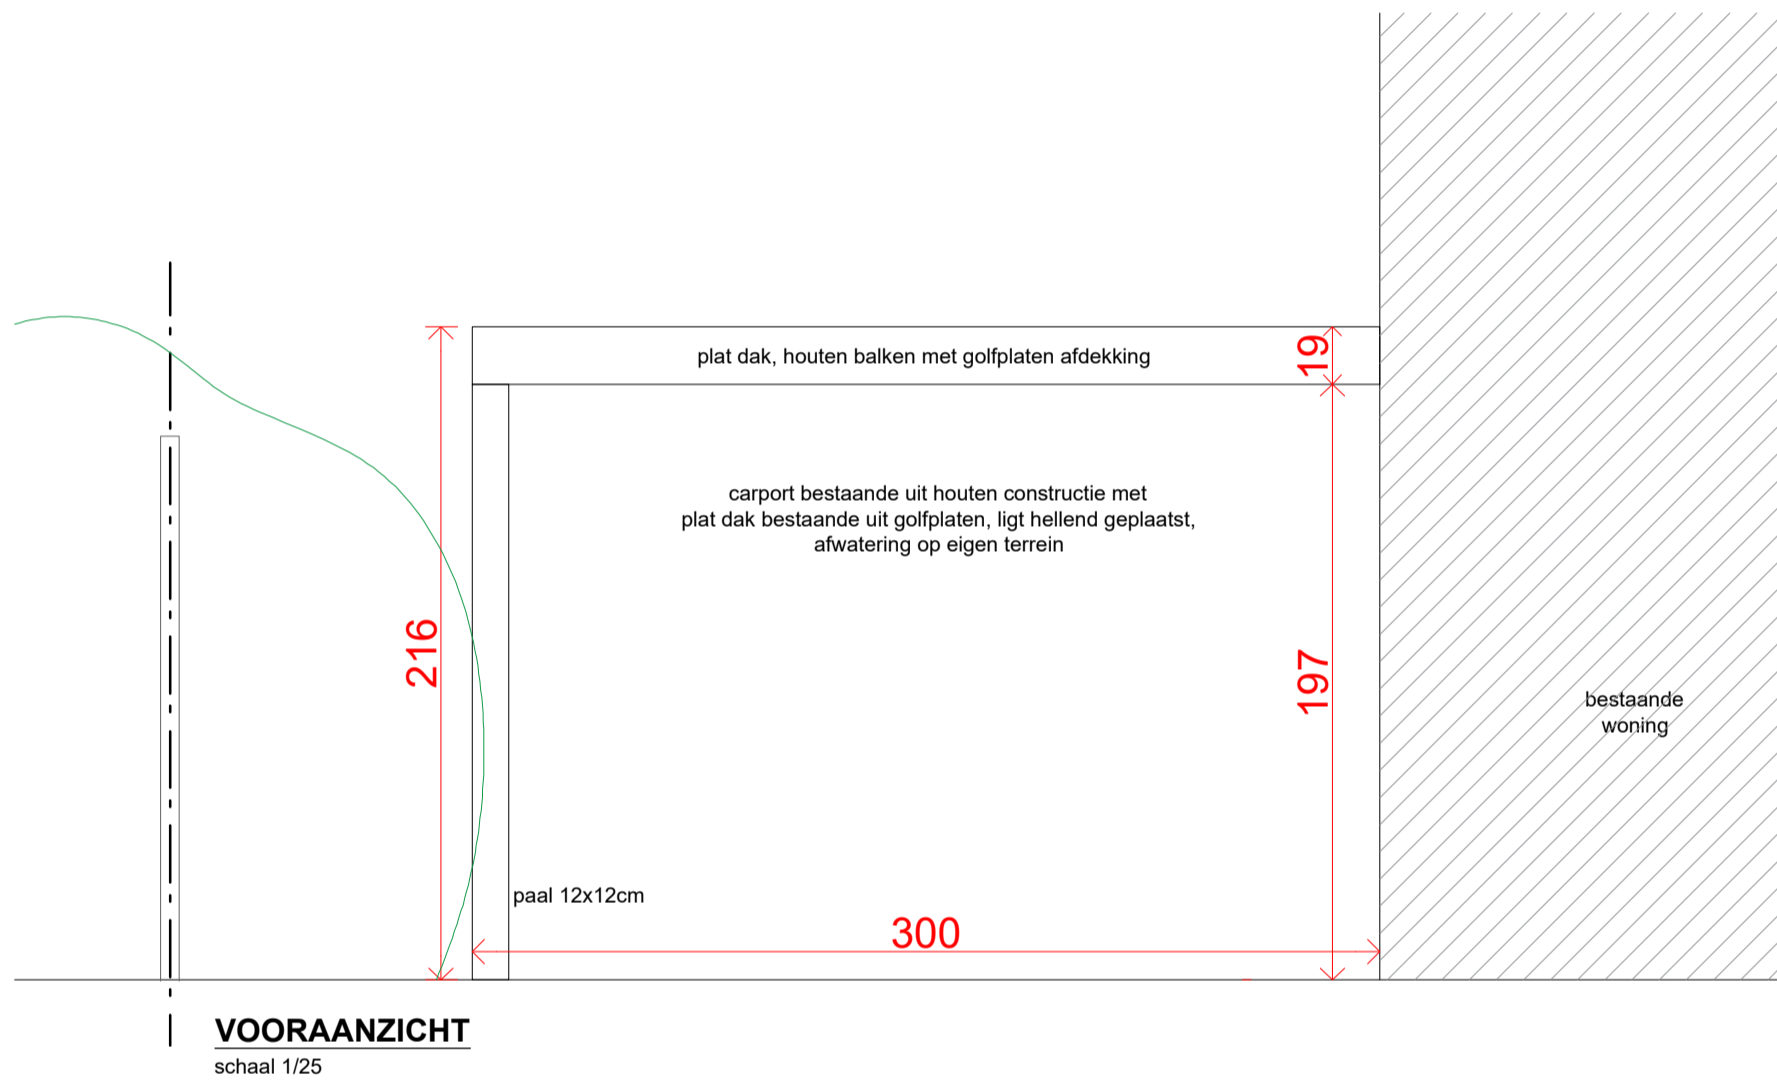 plat dak, houten balken met golfplaten afdekking
19
carport bestaande uit houten constructie met
plat dak bestaande uit golfplaten, ligt hellend geplaatst,
afwatering op eigen terrein
216
197
bestaande
woning
paal 12x12cm
300
VOORAANZICHT
schaal 1/25